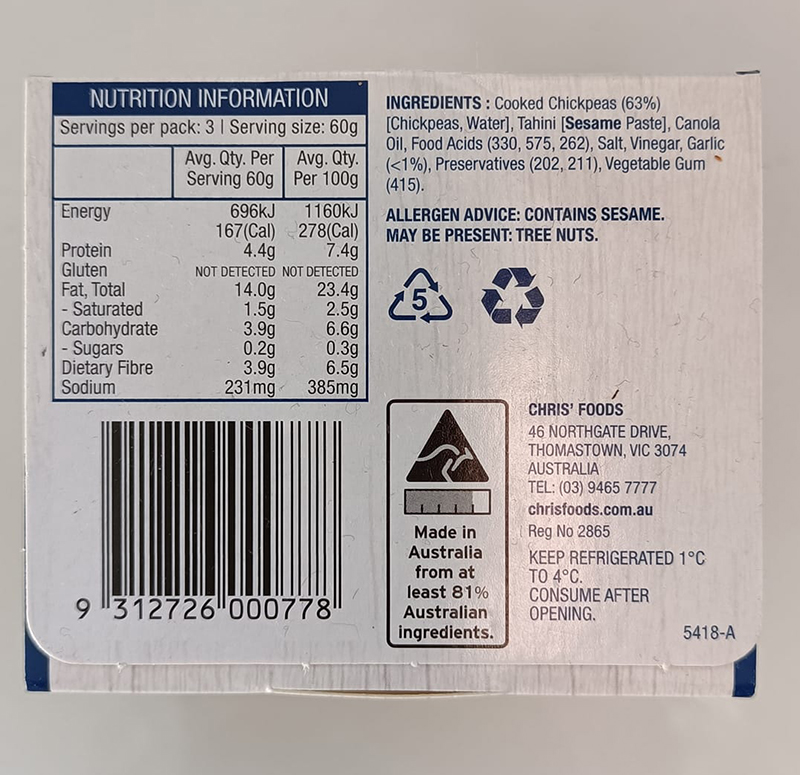 NUTRITION INFORMATION
Servings per pack: 3 | Serving size: 60g
Avg. Qty. Per Serving 60g Avg. Qty. Per 100g
Energy 696kJ 1160kJ
167(Cal) 278(Cal)
Protein 4.4g 7.4g
Gluten NOT DETECTED NOT DETECTED
Fat, Total 14.0g 23.4g
- Saturated 1.5g 2.5g
Carbohydrate 3.9g 6.6g
- Sugars 0.2g 0.3g
Dietary Fibre 3.9g 6.5g
Sodium 231mg 385mg
INGREDIENTS : Cooked Chickpeas (63%)
[Chickpeas, Water], Tahini [Sesame Paste], Canola
Oil, Food Acids (330, 575, 262), Salt, Vinegar, Garlic
(<1%), Preservatives (202, 211), Vegetable Gum
(415).
ALLERGEN ADVICE: CONTAINS SESAME.
MAY BE PRESENT: TREE NUTS.
5
9 312726 000778
Made in
Australia
from at
least 81%
Australian
ingredients.
CHRIS' FOODS
46 NORTHGATE DRIVE,
THOMASTOWN, VIC 3074
AUSTRALIA
TEL: (03) 9465 7777
chrisfoods.com.au
Reg No 2865
KEEP REFRIGERATED 1°C
TO 4°C.
CONSUME AFTER
OPENING.
5418-A